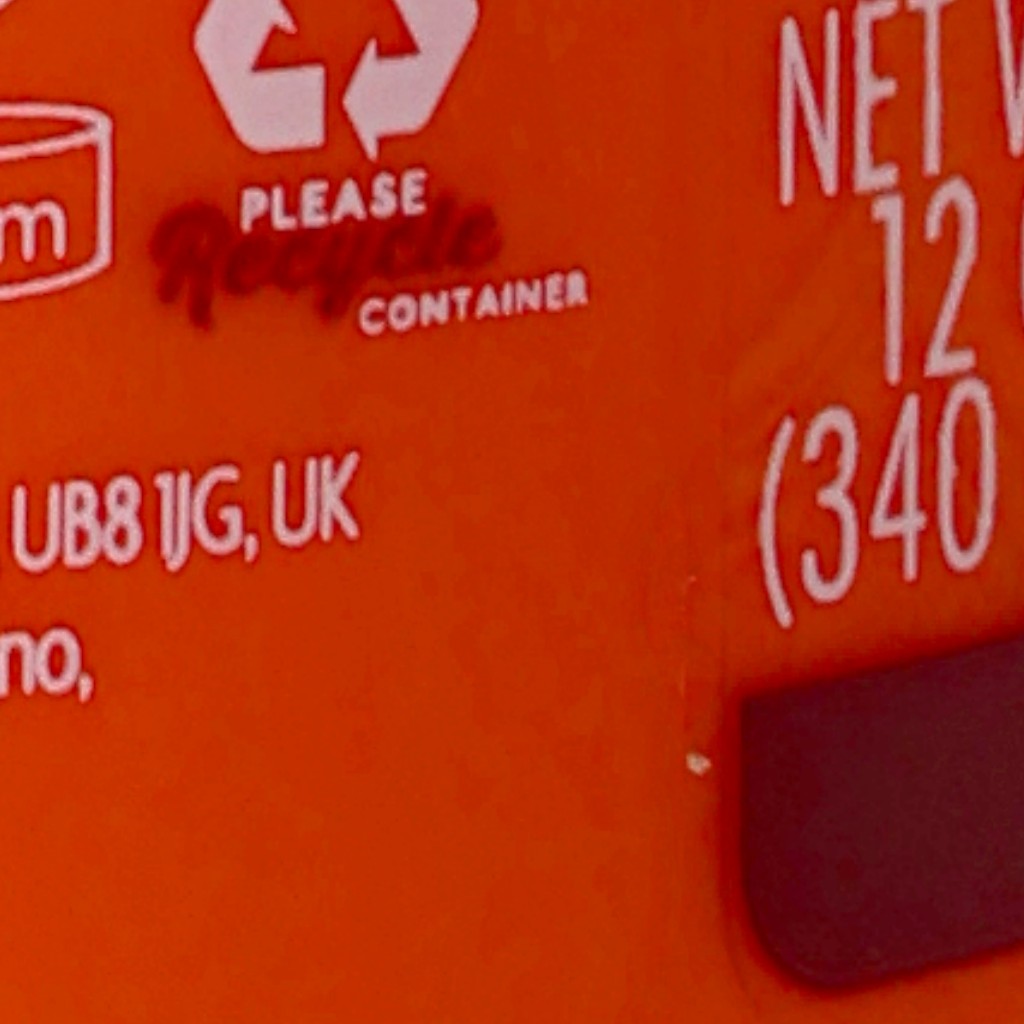 m
PLEASE
Recycle
CONTAINER
UB8 1JG, UK
no,
NET
12
(340